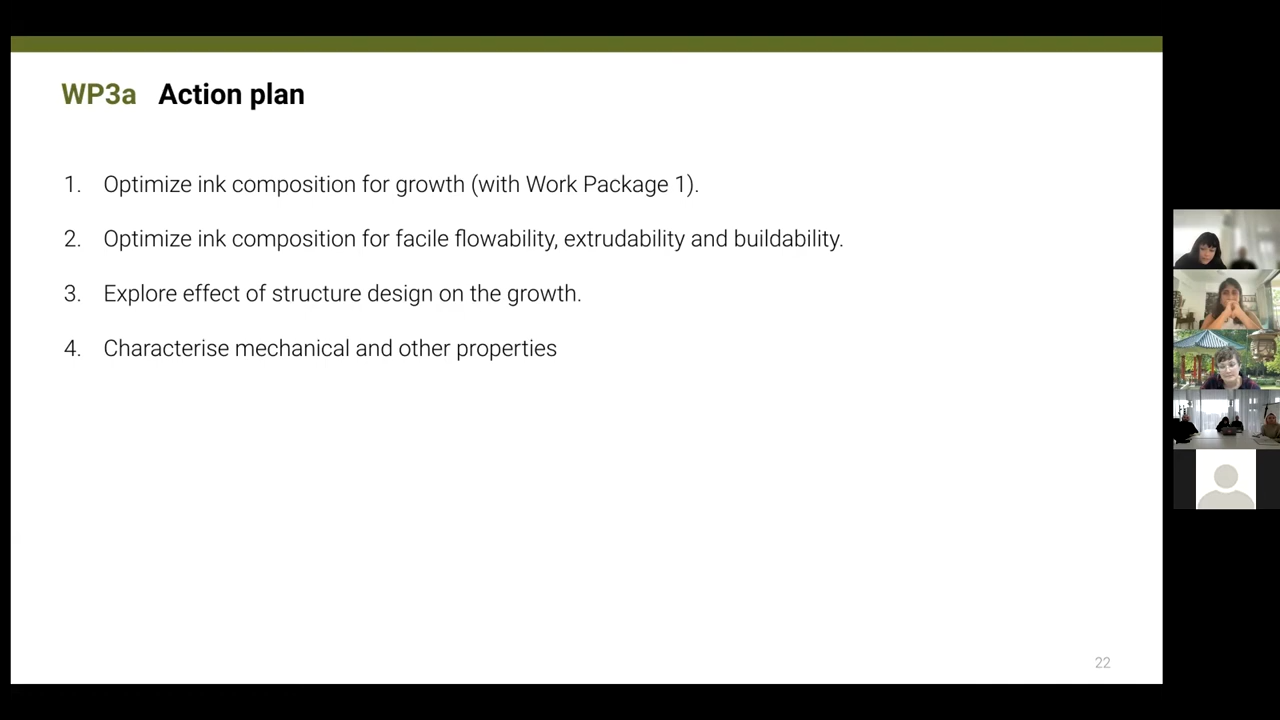 WP3a Action plan
1. Optimize ink composition for growth (with Work Package 1).
2. Optimize ink composition for facile flowability, extrudability and buildability.
3. Explore effect of structure design on the growth.
4. Characterise mechanical and other properties
22